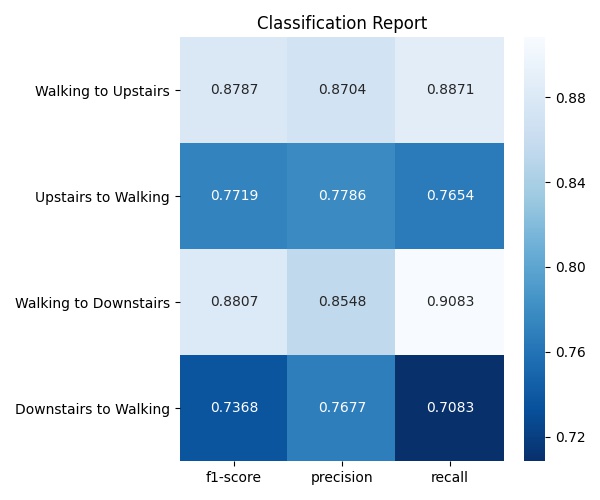 Classification Report
Walking to Upstairs 0.8787 0.8704 0.8871
Upstairs to Walking 0.7719 0.7786 0.7654
Walking to Downstairs 0.8807 0.8548 0.9083
Downstairs to Walking 0.7368 0.7677 0.7083
f1-score precision recall
0.88
0.84
0.80
0.76
0.72